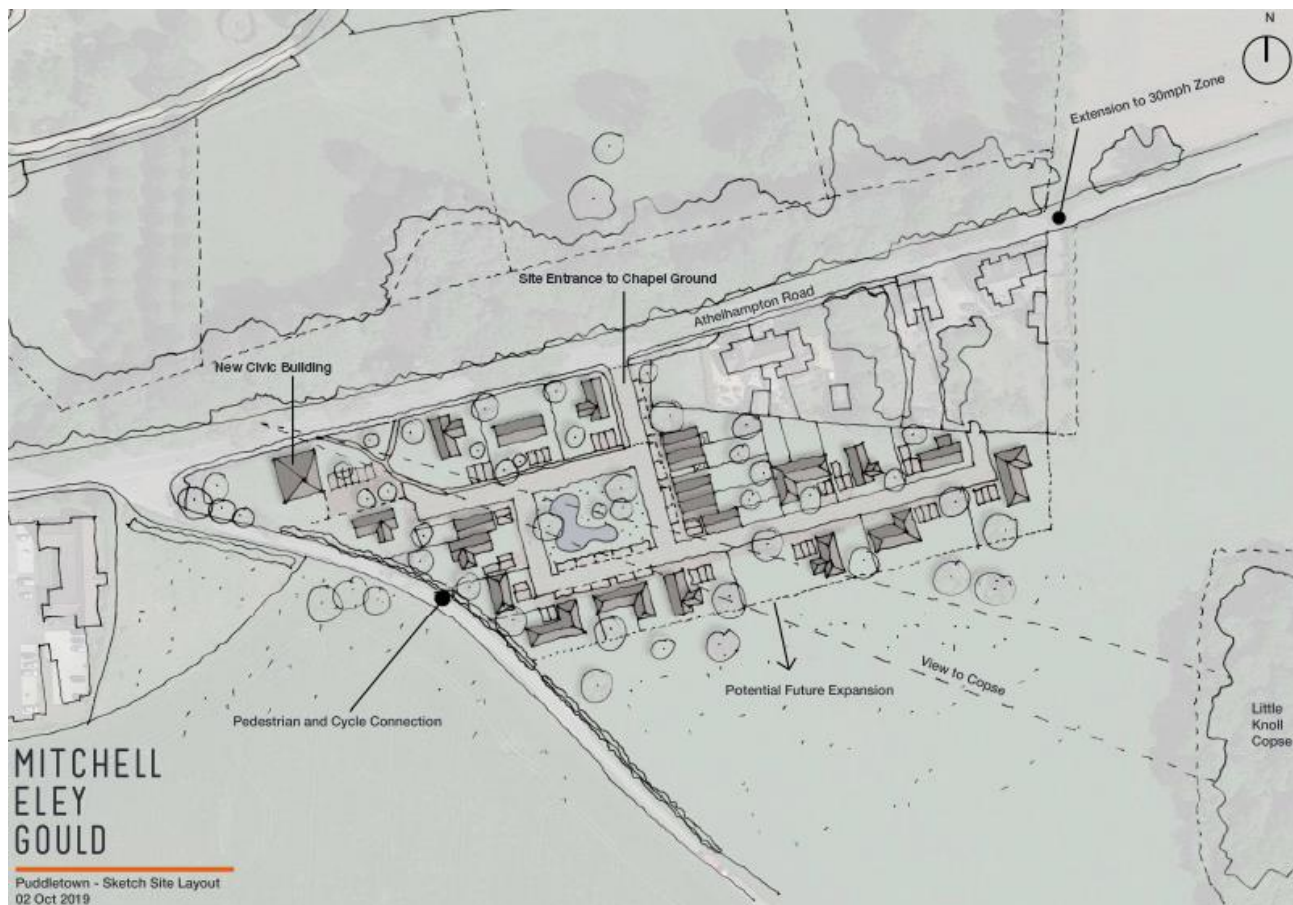 N
Extension to 30mph Zone
Site Entrance to Chapel Ground
Athelhampton Road
New Civic Building
View to Copse
Potential Future Expansion
Little
Knoll
Copse
Pedestrian and Cycle Connection
MITCHELL
ELEY
GOULD
Puddletown - Sketch Site Layout
02 Oct 2019